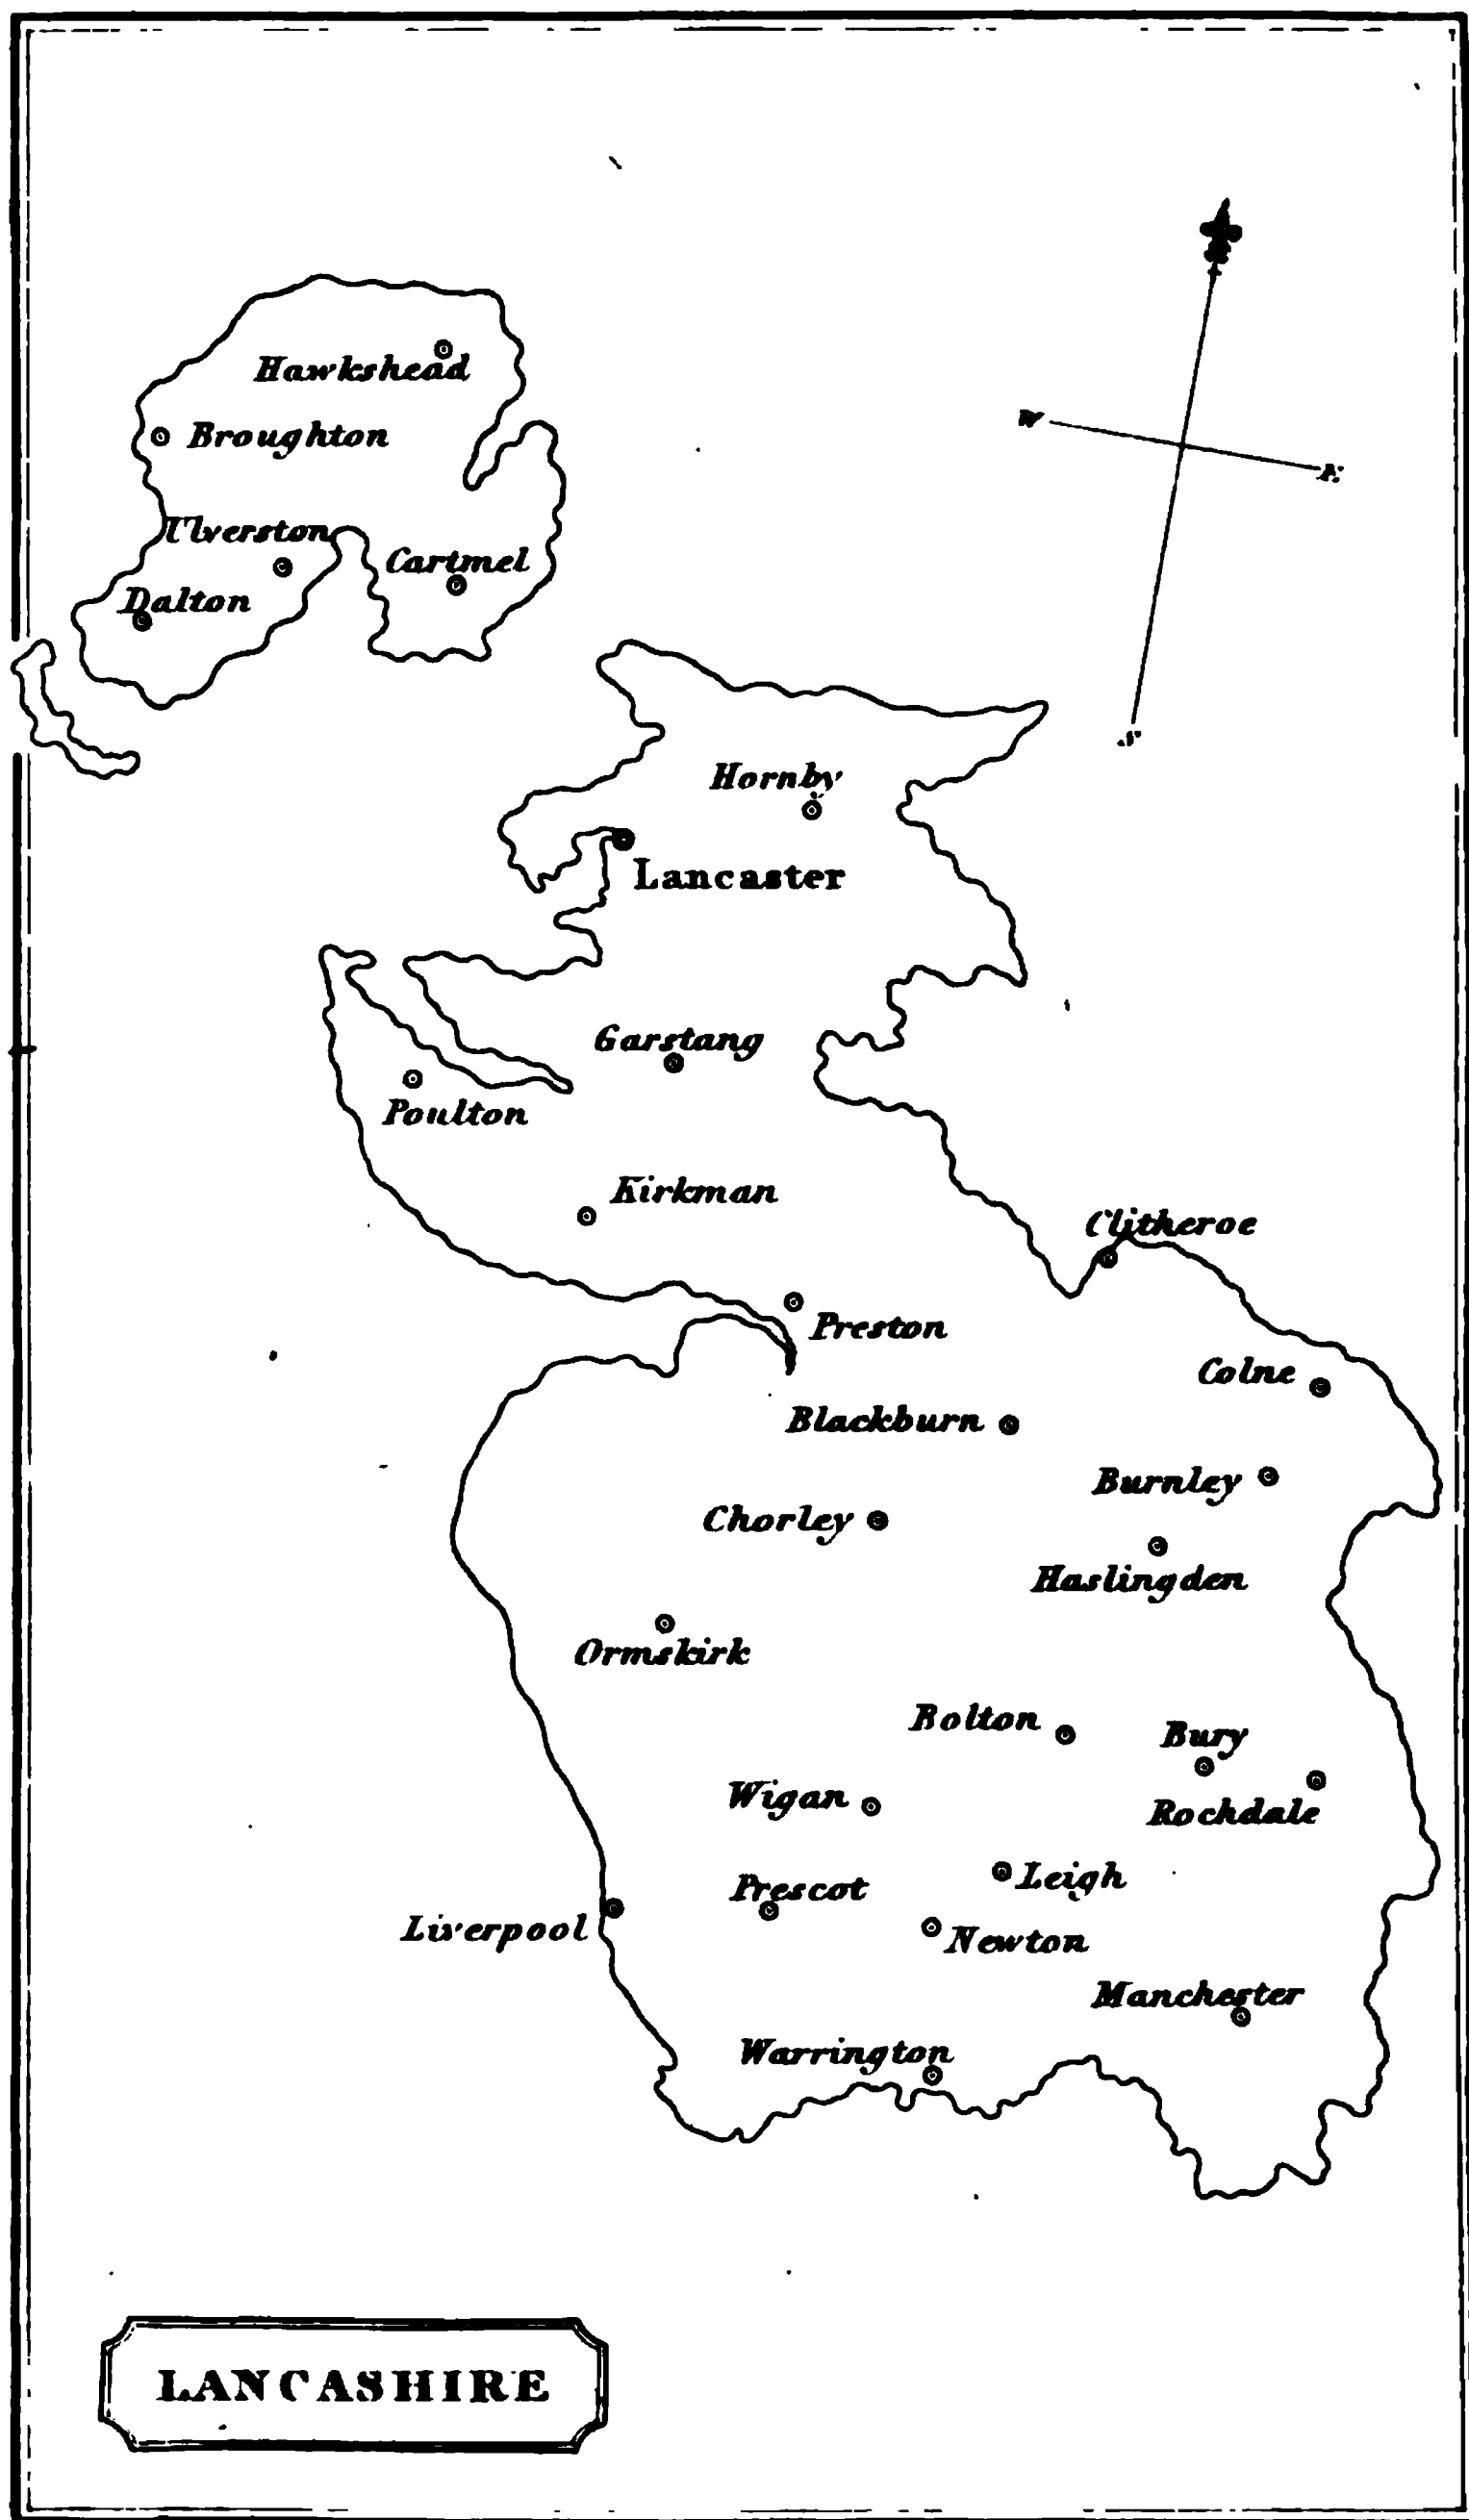 Hawkshead
Broughton
W
E
Ulverston
Cartmel
Dalton
S
Hornby
Lancaster
Garstang
Poulton
Kirkman
Clitheroe
Preston
Colne
Blackburn
Burnley
Chorley
Haslingden
Ormskirk
Bolton
Bury
Wigan
Rochdale
Leigh
Prescot
Liverpool
Newton
Manchester
Warrington
LANCASHIRE